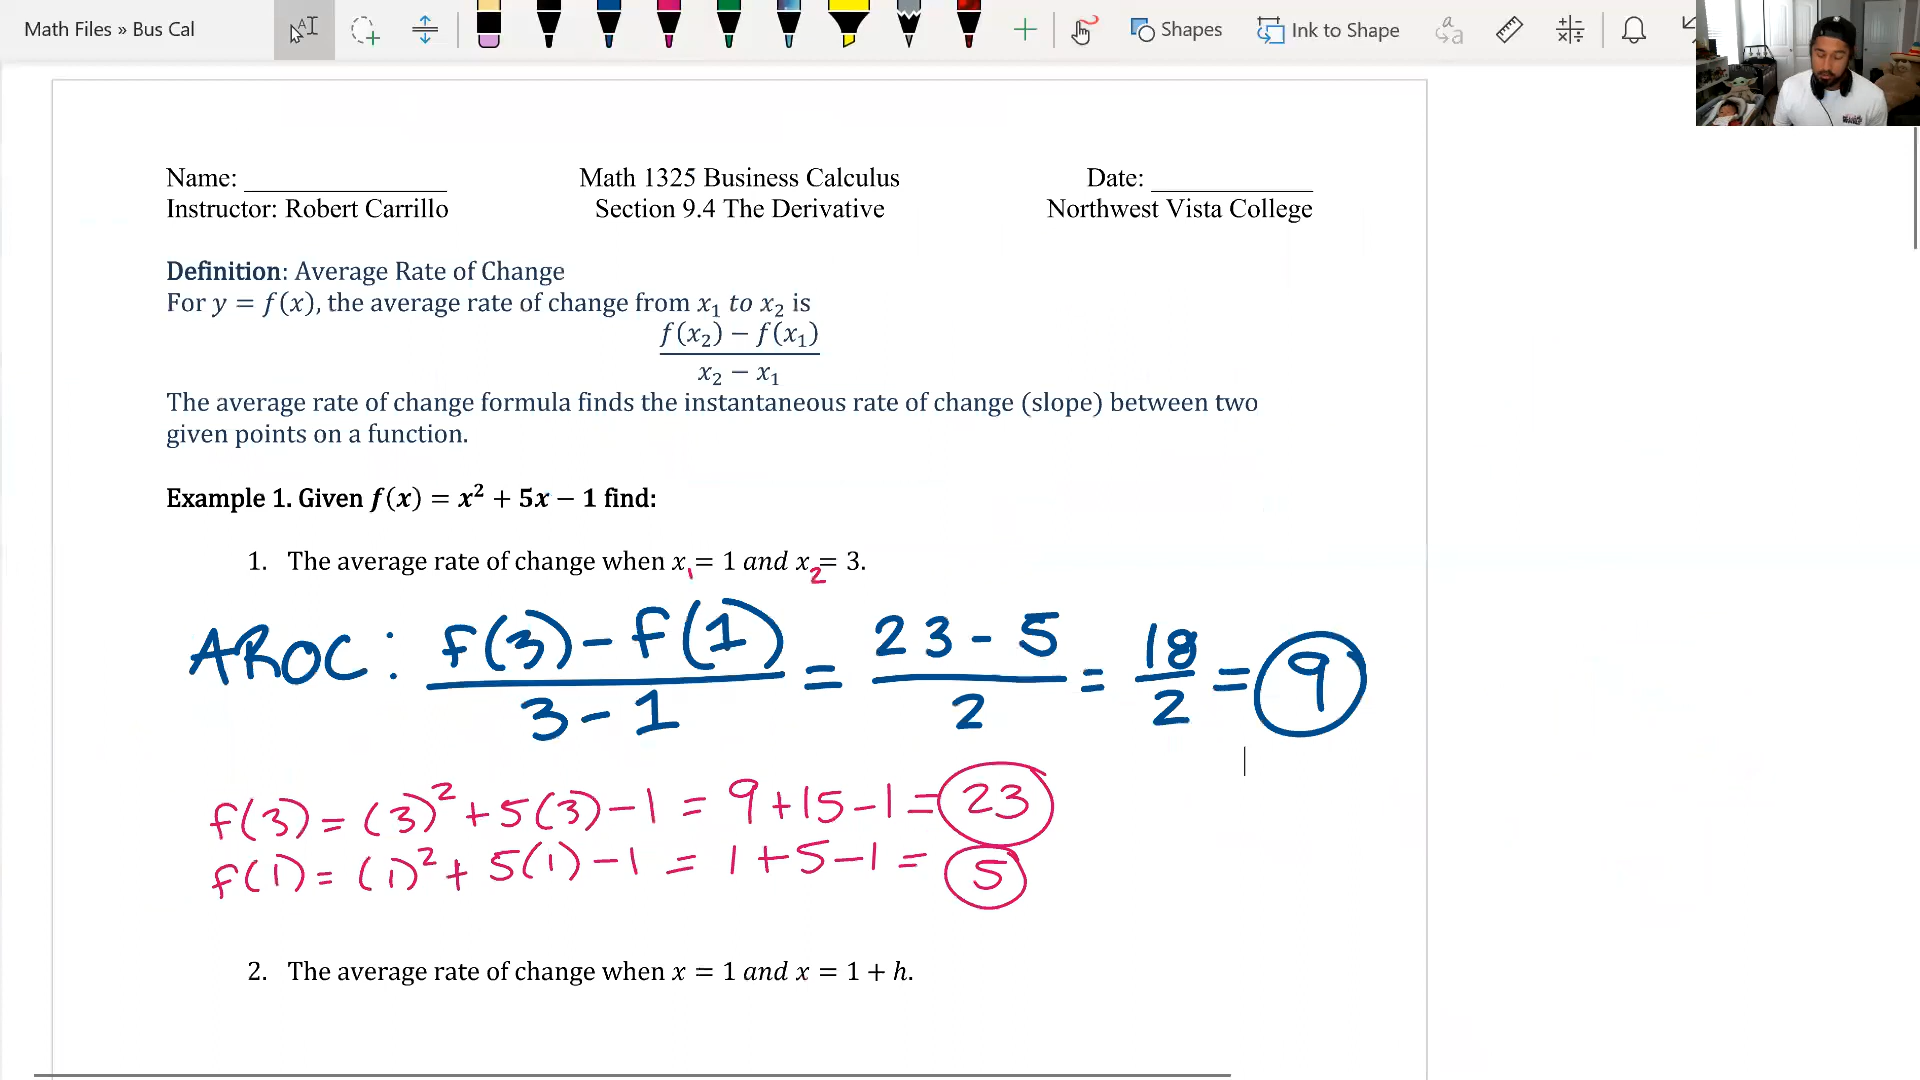 Math Files » Bus Cal
Shapes
Ink to Shape
Name: _______________
Math 1325 Business Calculus
Date: ____________
Instructor: Robert Carrillo
Section 9.4 The Derivative
Northwest Vista College
Definition: Average Rate of Change
For y = f(x), the average rate of change from x₁ to x₂ is
f(x₂) − f(x₁)
x₂ − x₁
The average rate of change formula finds the instantaneous rate of change (slope) between two
given points on a function.
Example 1. Given f(x) = x² + 5x − 1 find:
1. The average rate of change when x₁ = 1 and x₂ = 3.
AROC: f(3) - f(1) / 3 - 1 = 23 - 5 / 2 = 18 / 2 = 9
f(3) = (3)² + 5(3) - 1 = 9 + 15 - 1 = 23
f(1) = (1)² + 5(1) - 1 = 1 + 5 - 1 = 5
2. The average rate of change when x = 1 and x = 1 + h.